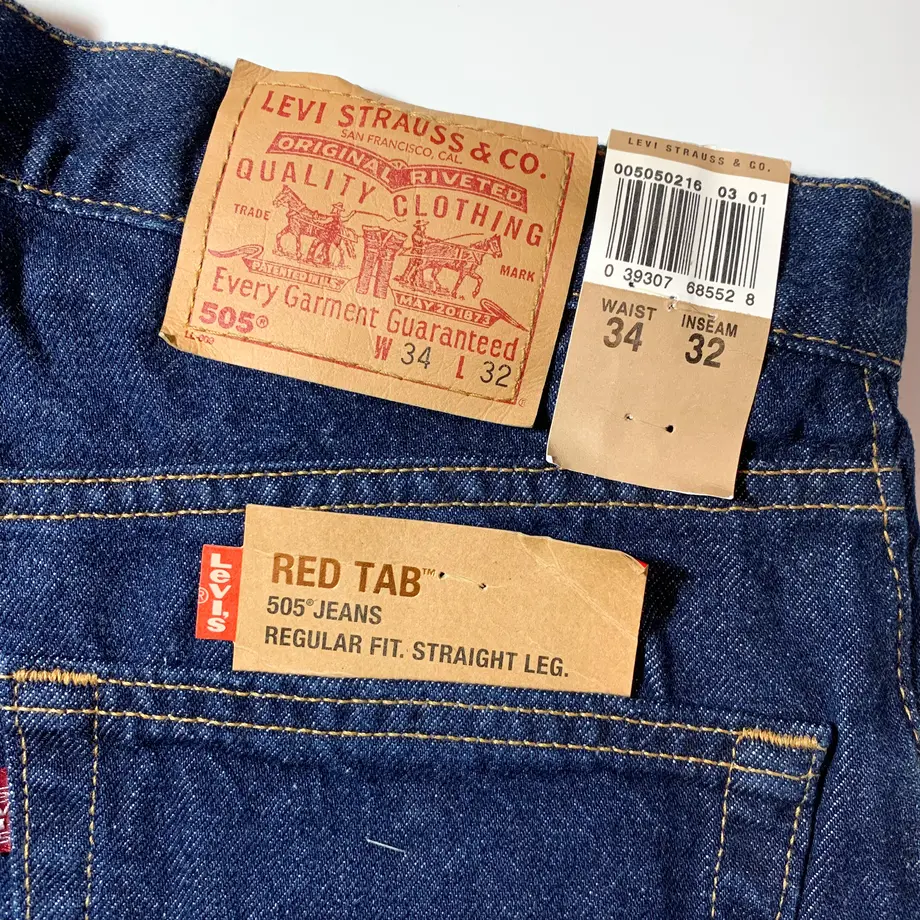 LEVI STRAUSS & CO.
SAN FRANCISCO, CAL.
ORIGINAL RIVETED
QUALITY CLOTHING
TRADE MARK
PATENTED IN U.S. MAY 20 1873
Every Garment Guaranteed
505®
W 34 L 32
LEVI STRAUSS & CO.
005050216 03 01
0 39307 68552 8
WAIST INSEAM
34 32
Levi's
®
RED TAB™
505® JEANS
REGULAR FIT. STRAIGHT LEG.